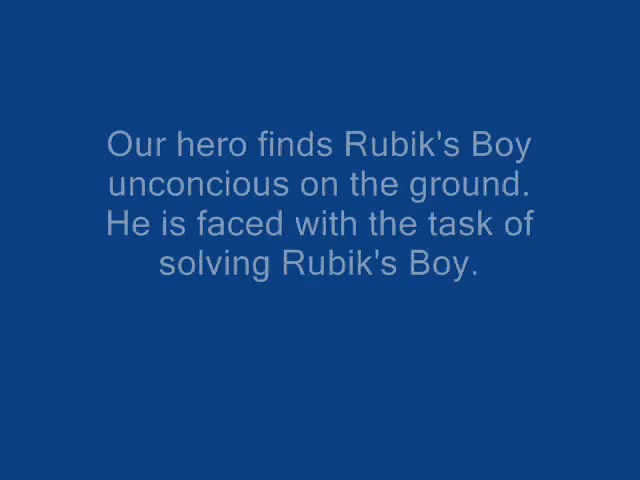 Our hero finds Rubik's Boy
unconcious on the ground.
He is faced with the task of
solving Rubik's Boy.